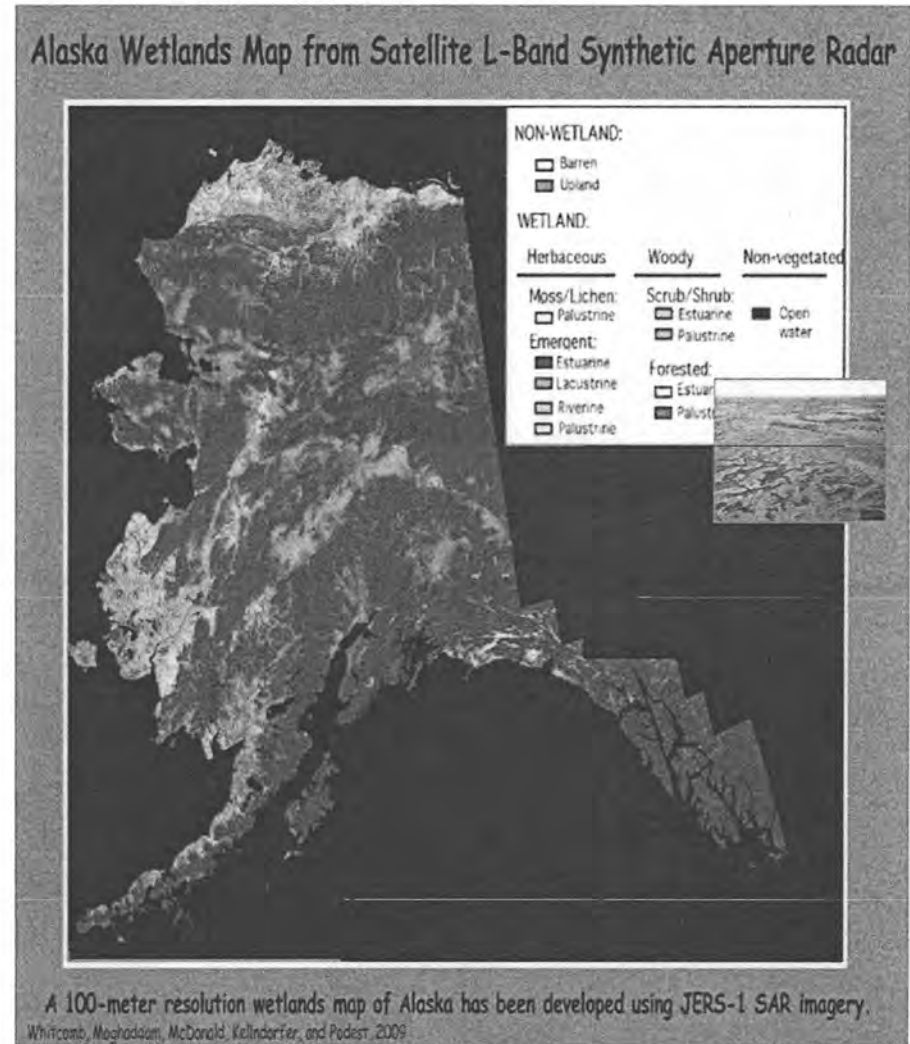 Alaska Wetlands Map from Satellite L-Band Synthetic Aperture Radar
NON-WETLAND:
Barren
Upland
WETLAND:
Herbaceous Woody Non-vegetated
Moss/Lichen:
Palustrine
Emergent:
Estuarine
Lacustrine
Riverine
Palustrine
Scrub/Shrub:
Estuarine
Palustrine
Forested:
Open
water
A 100-meter resolution wetlands map of Alaska has been developed using JERS-1 SAR imagery.
Whitcomb, Moghaddam, McDonald, Kellndorfer, and Podest, 2009